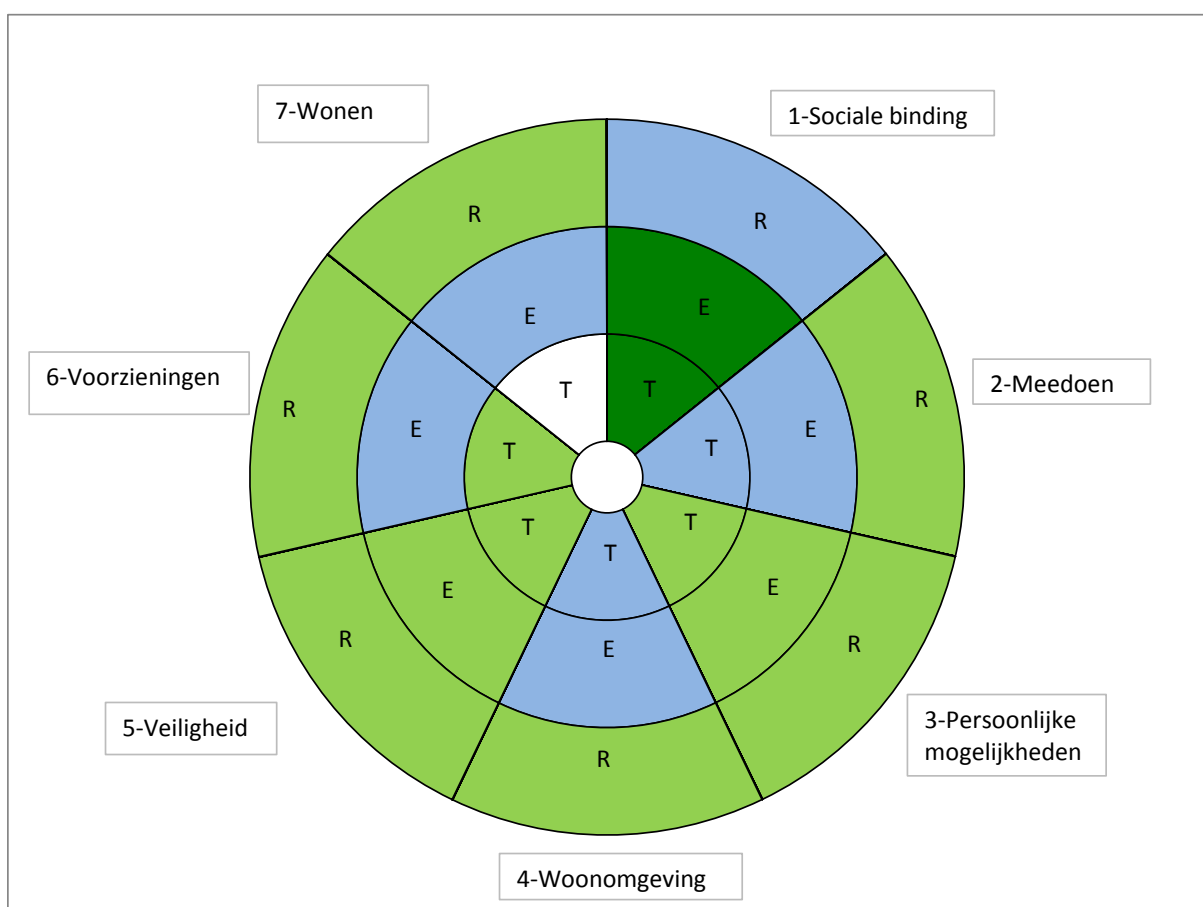 7-Wonen
1-Sociale binding
R
R
E
E
6-Voorzieningen
2-Meedoen
T
T
R
R
E
E
T
T
T
T
T
E
E
E
R
R
5-Veiligheid
3-Persoonlijke
mogelijkheden
R
4-Woonomgeving